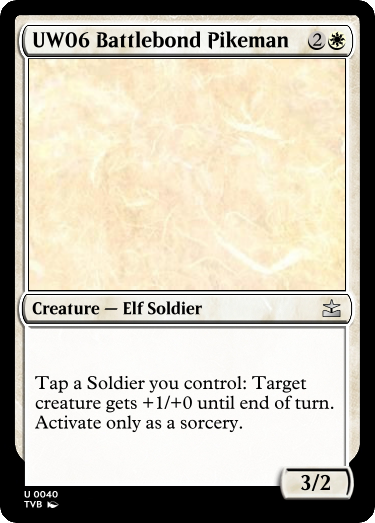 UW06 Battlebond Pikeman 2
Creature — Elf Soldier
Tap a Soldier you control: Target
creature gets +1/+0 until end of turn.
Activate only as a sorcery.
3/2
U 0040
TVB